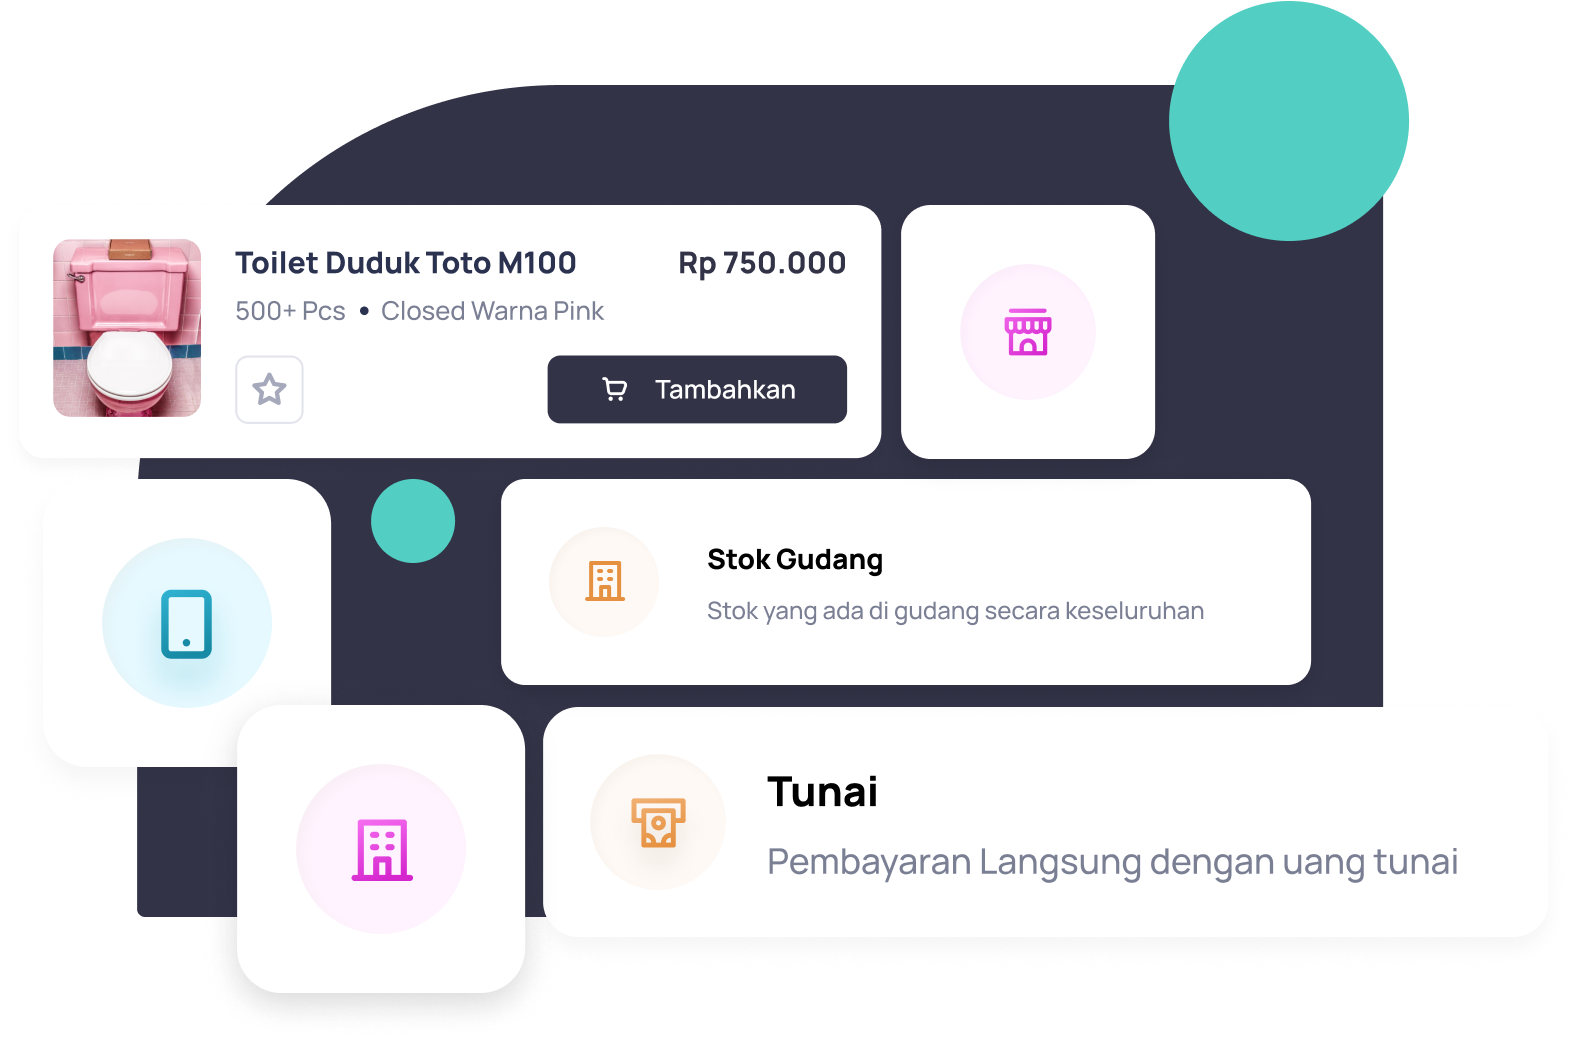 Toilet Duduk Toto M100
Rp 750.000
500+ Pcs • Closed Warna Pink
Tambahkan
Stok Gudang
Stok yang ada di gudang secara keseluruhan
Tunai
Pembayaran Langsung dengan uang tunai